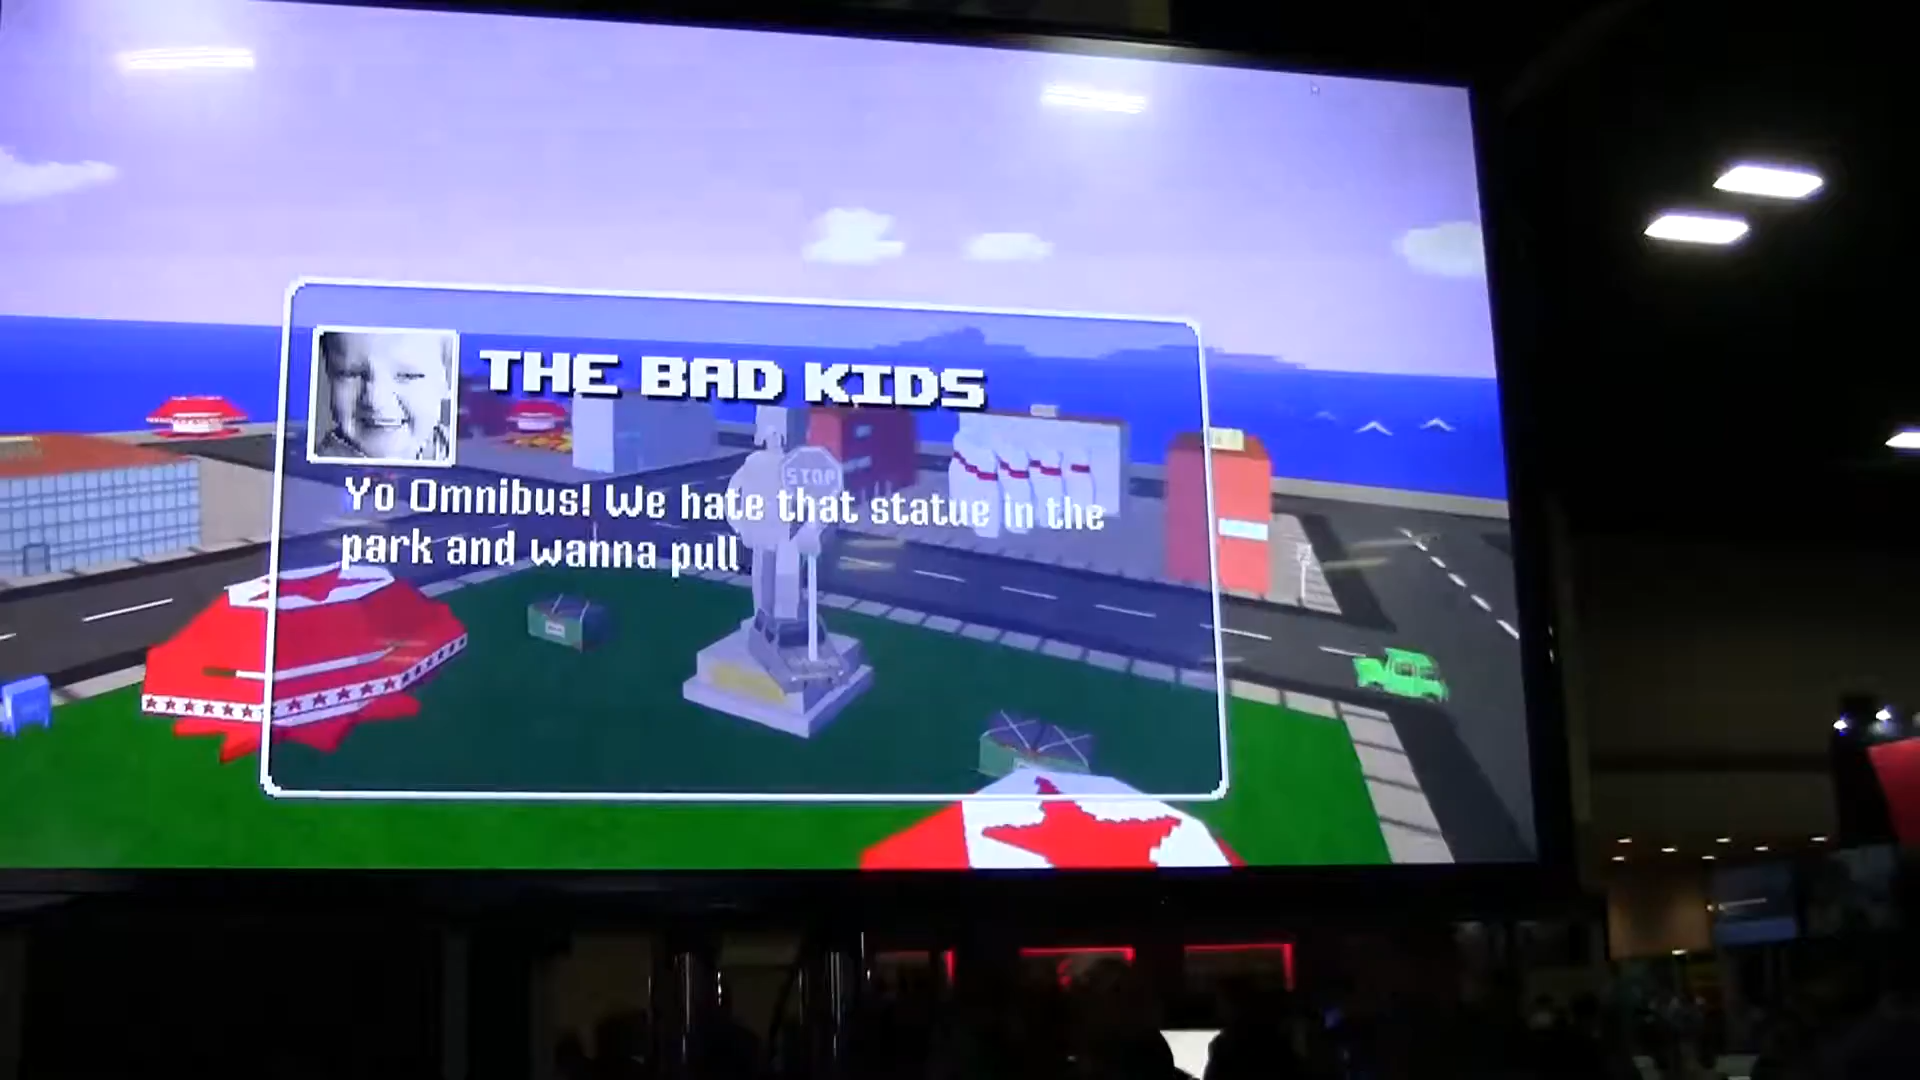 THE BAD KIDS
Yo Omnibus! We hate that statue in the
park and wanna pull
STOP